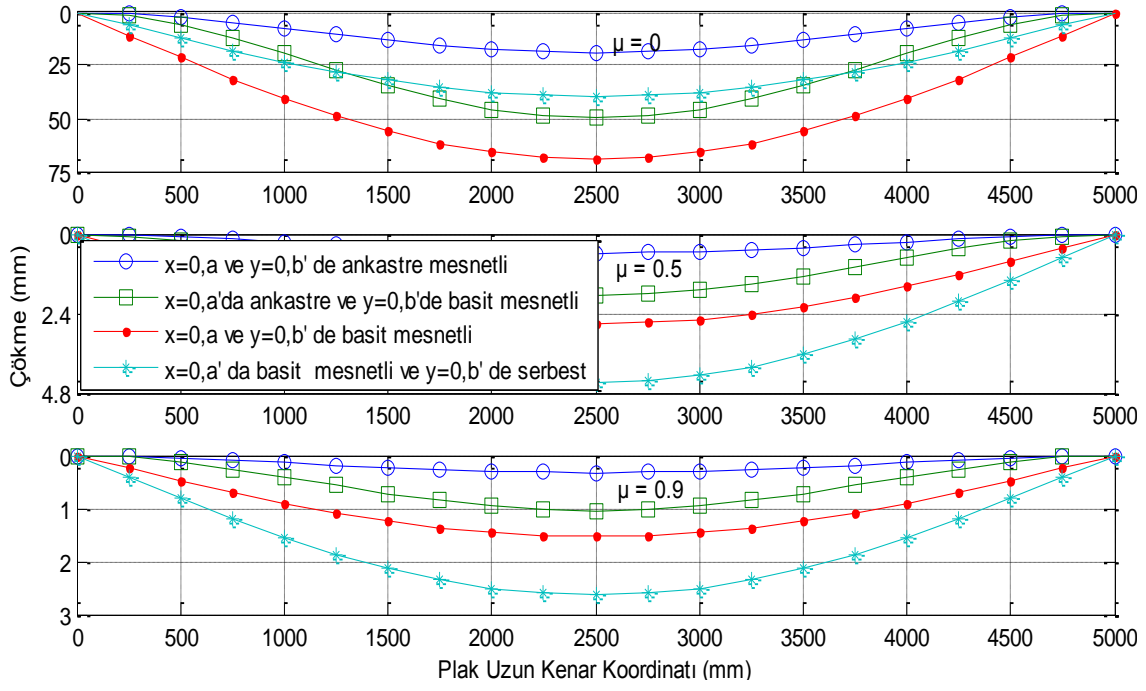 0
25
50
75
μ = 0
0 500 1000 1500 2000 2500 3000 3500 4000 4500 5000
Çökme (mm)
0
2.4
4.8
μ = 0.5
x=0,a ve y=0,b' de ankastre mesnetli
x=0,a'da ankastre ve y=0,b'de basit mesnetli
x=0,a ve y=0,b' de basit mesnetli
x=0,a' da basit mesnetli ve y=0,b' de serbest
0 500 1000 1500 2000 2500 3000 3500 4000 4500 5000
0
1
2
3
μ = 0.9
0 500 1000 1500 2000 2500 3000 3500 4000 4500 5000
Plak Uzun Kenar Koordinatı (mm)